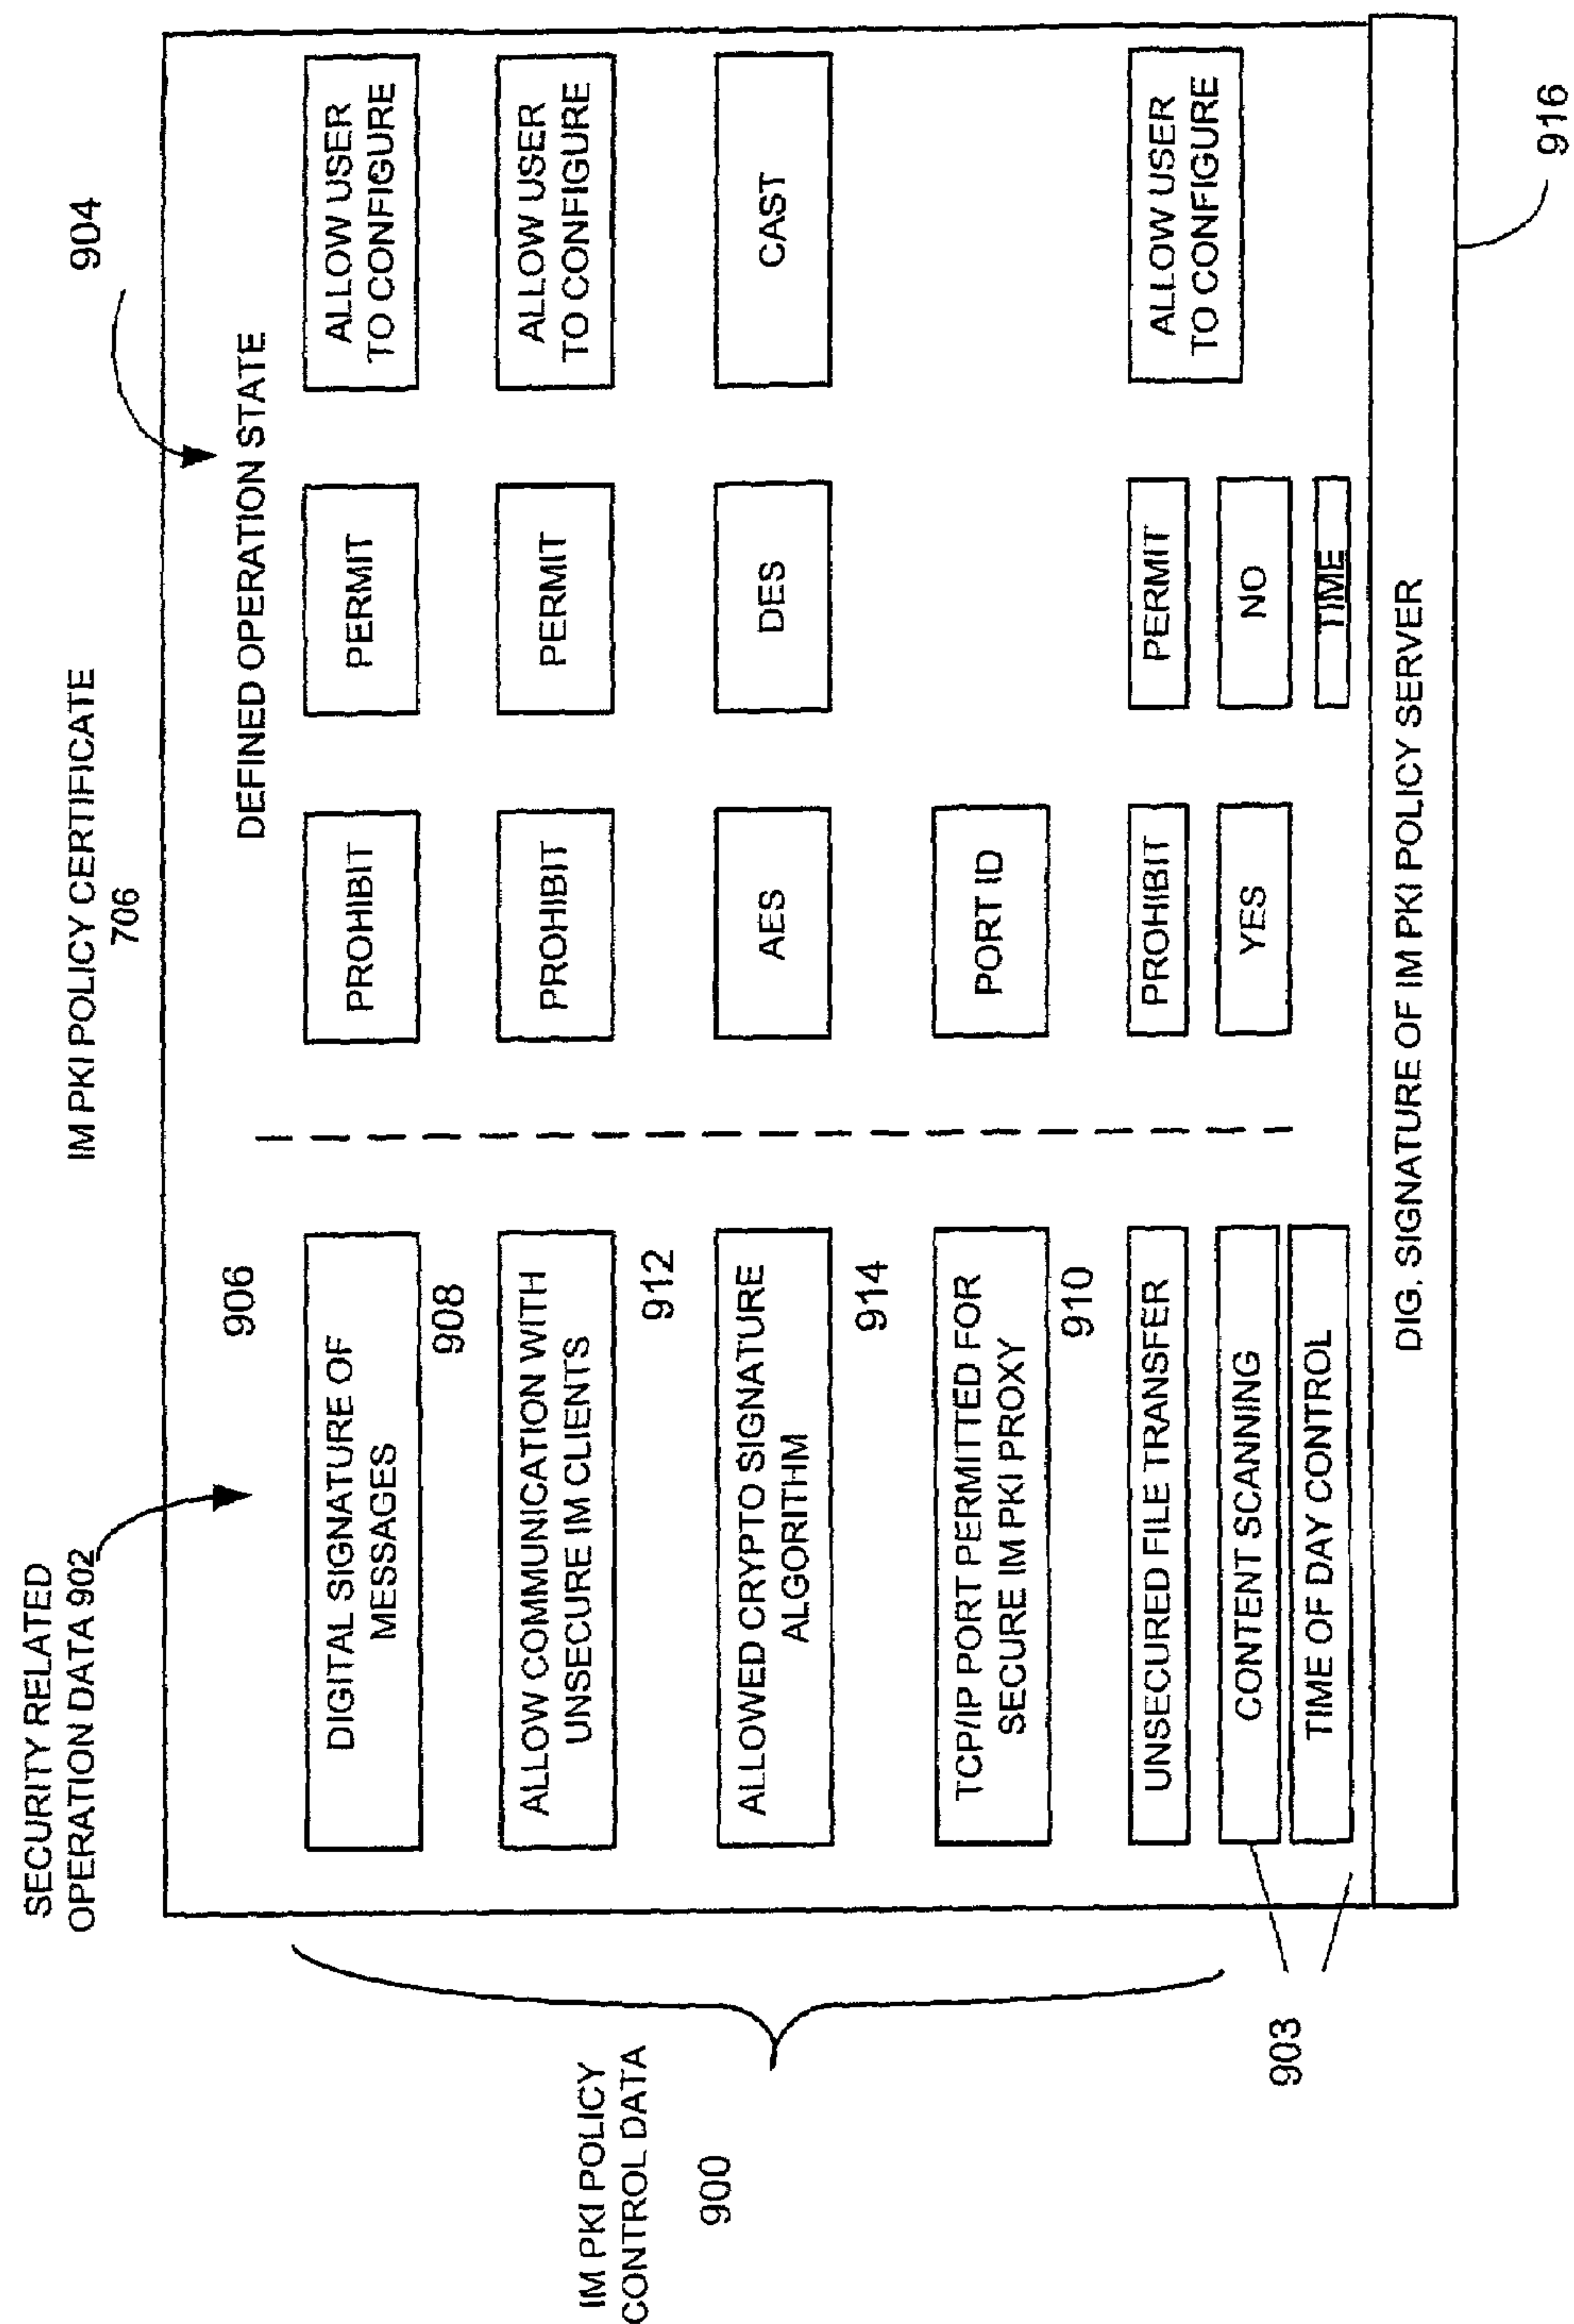 IM PKI POLICY CERTIFICATE
706
SECURITY RELATED
OPERATION DATA 902
904
DEFINED OPERATION STATE
906
DIGITAL SIGNATURE OF
MESSAGES
PROHIBIT
PERMIT
ALLOW USER
TO CONFIGURE
908
ALLOW COMMUNICATION WITH
UNSECURE IM CLIENTS
PROHIBIT
PERMIT
ALLOW USER
TO CONFIGURE
912
ALLOWED CRYPTO SIGNATURE
ALGORITHM
AES
DES
CAST
914
TCP/IP PORT PERMITTED FOR
SECURE IM PKI PROXY
PORT ID
910
UNSECURED FILE TRANSFER
PROHIBIT
PERMIT
ALLOW USER
TO CONFIGURE
CONTENT SCANNING
YES
NO
TIME OF DAY CONTROL
TIME
DIG. SIGNATURE OF IM PKI POLICY SERVER
916
IM PKI POLICY
CONTROL DATA
900
903